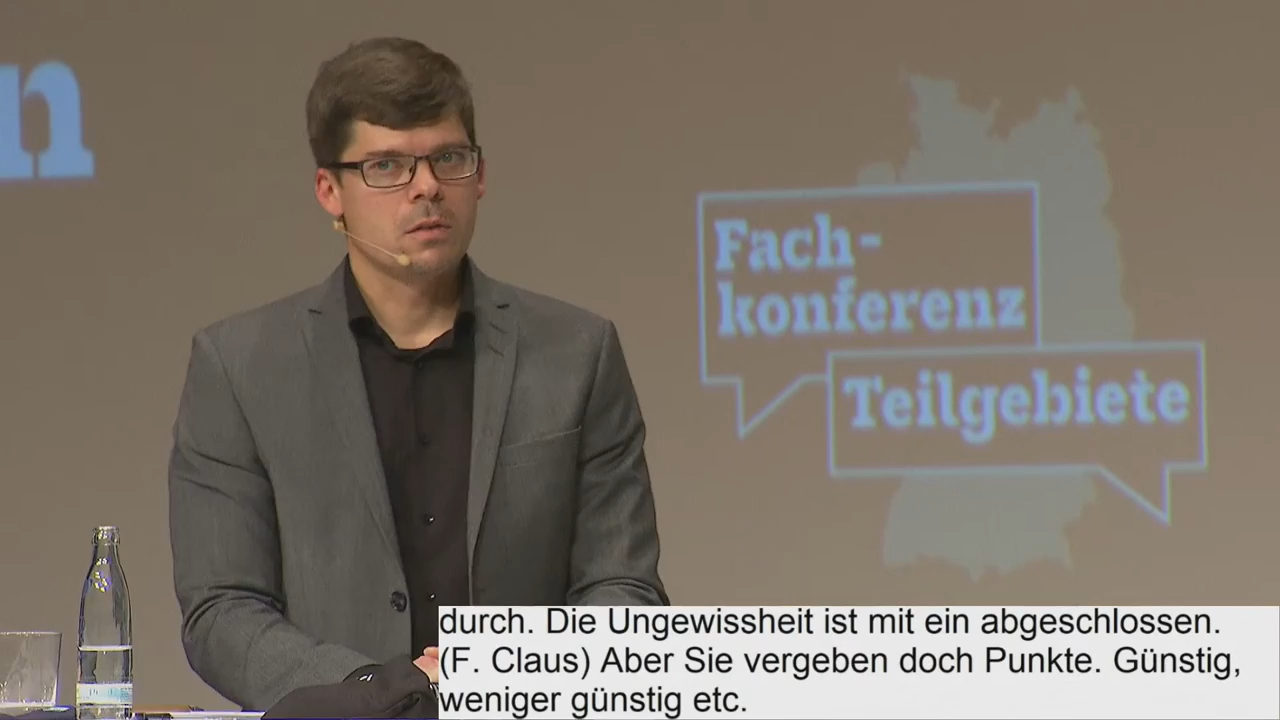 n
Fach-
konferenz
Teilgebiete
durch. Die Ungewissheit ist mit ein abgeschlossen.
(F. Claus) Aber Sie vergeben doch Punkte. Günstig,
weniger günstig etc.